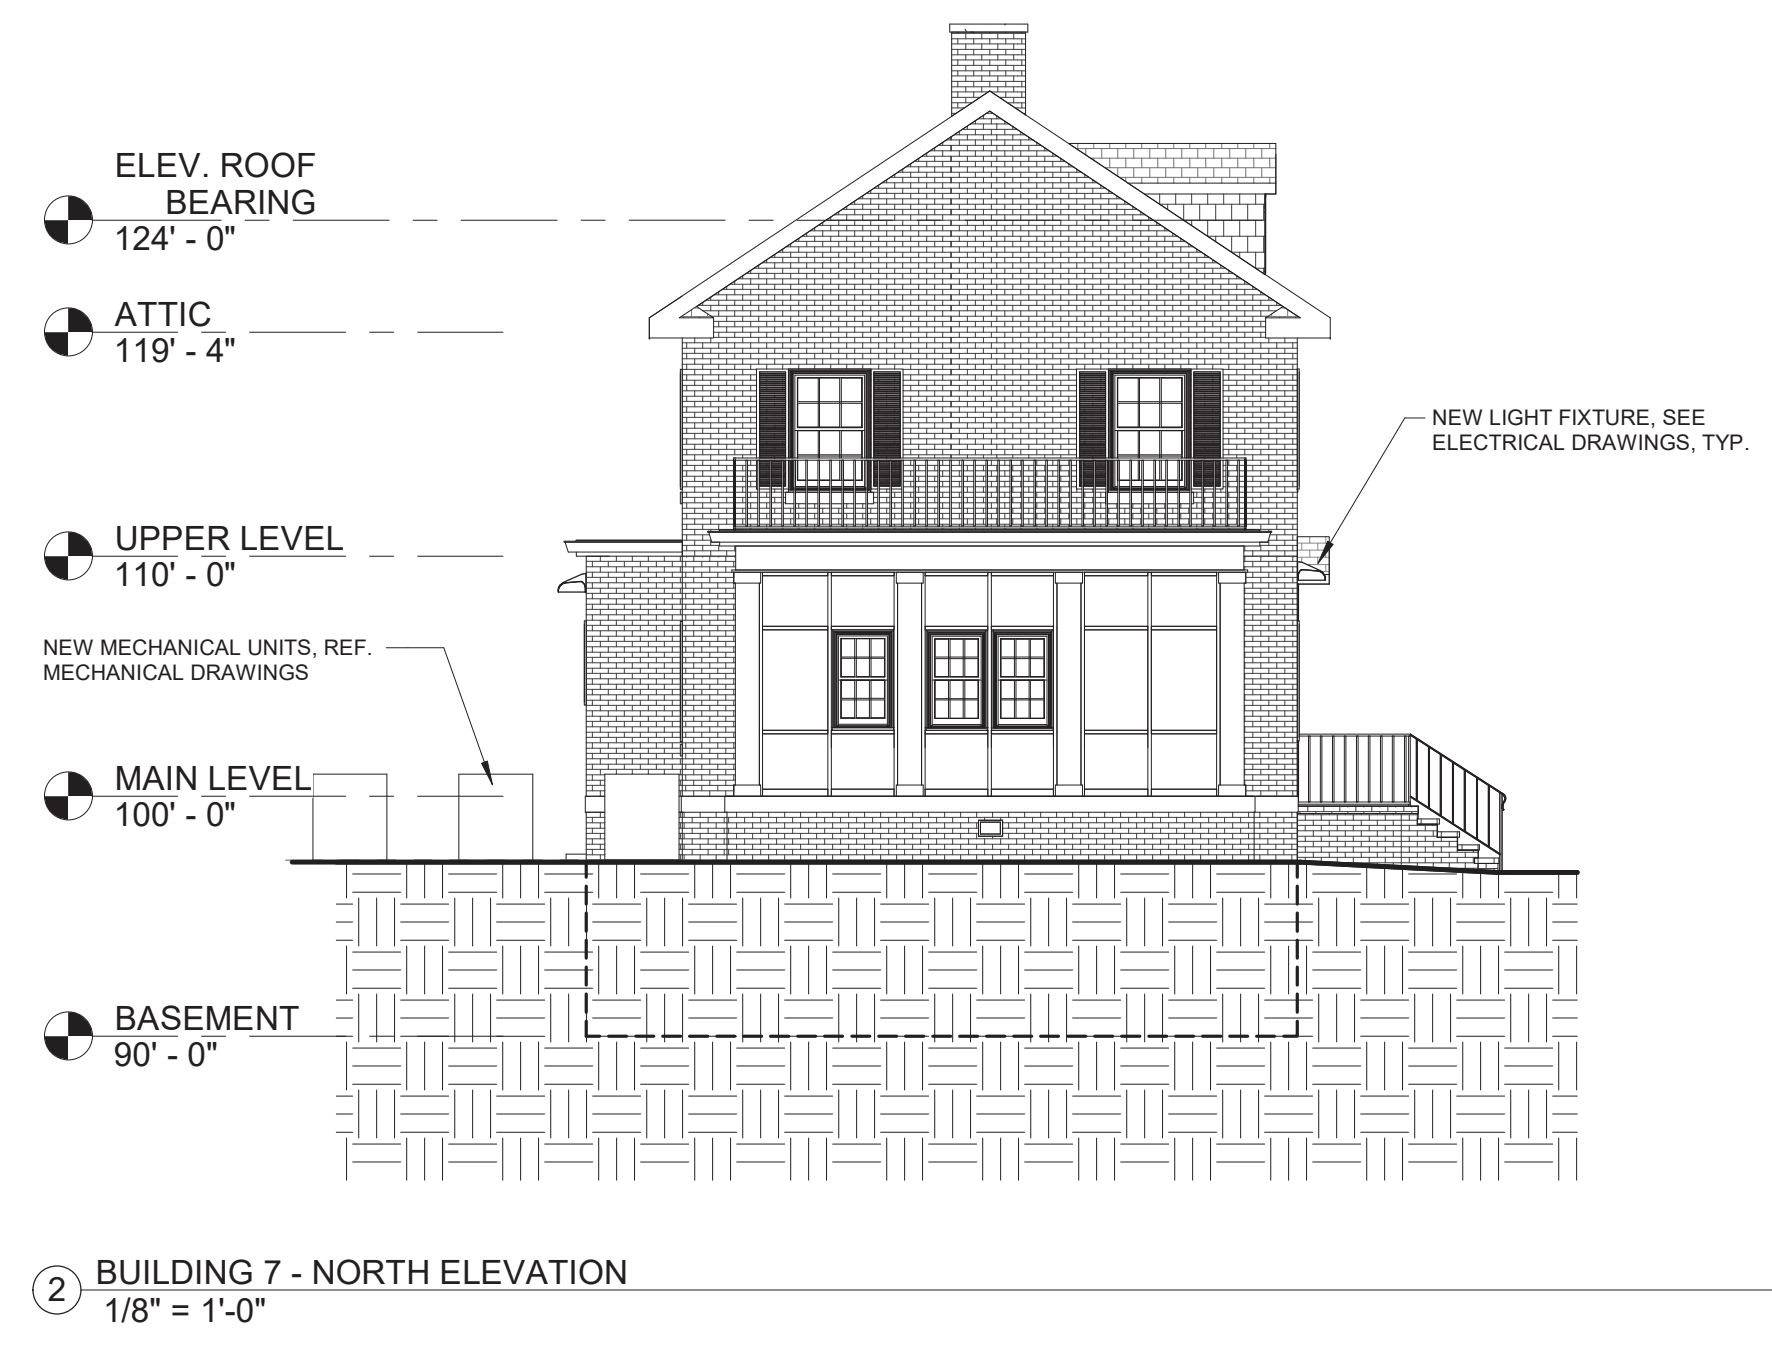 ELEV. ROOF
BEARING
124' - 0"
ATTIC
119' - 4"
NEW LIGHT FIXTURE, SEE
ELECTRICAL DRAWINGS, TYP.
UPPER LEVEL
110' - 0"
NEW MECHANICAL UNITS, REF.
MECHANICAL DRAWINGS
MAIN LEVEL
100' - 0"
BASEMENT
90' - 0"
2 BUILDING 7 - NORTH ELEVATION
1/8" = 1'-0"